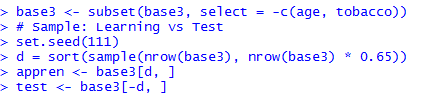 > base3 <- subset(base3, select = -c(age, tobacco))
> # Sample: Learning vs Test
> set.seed(111)
> d = sort(sample(nrow(base3), nrow(base3) * 0.65))
> appren <- base3[d, ]
> test <- base3[-d, ]